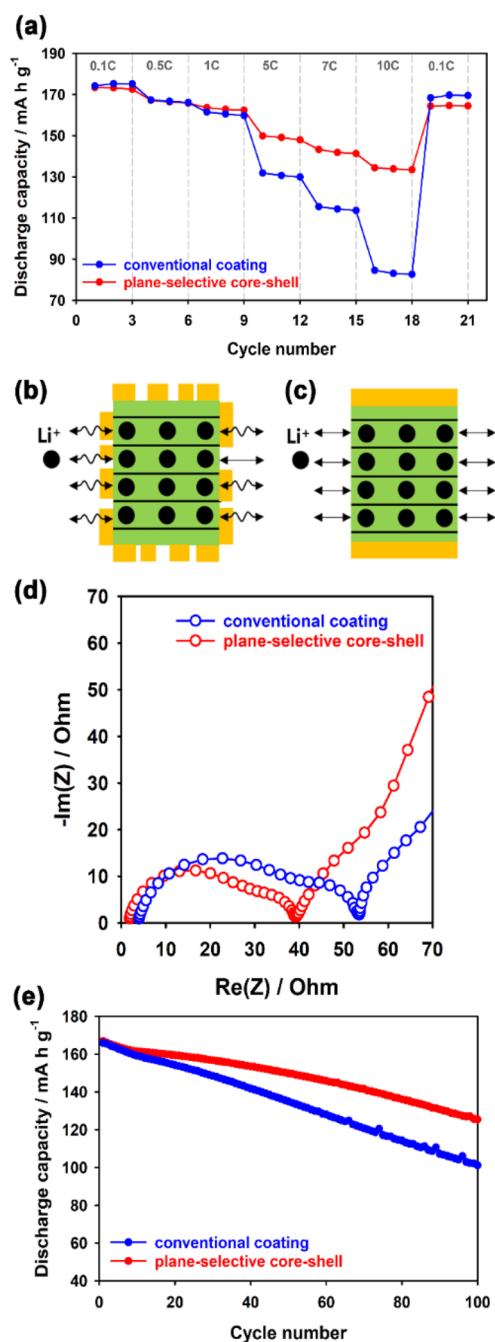 (a)
Discharge capacity / mA h g⁻¹
190
170
150
130
110
90
70
0.1C 0.5C 1C 5C 7C 10C 0.1C
conventional coating
plane-selective core-shell
0 3 6 9 12 15 18 21
Cycle number
(b)
Li⁺
(c)
Li⁺
(d)
-Im(Z) / Ohm
70
60
50
40
30
20
10
0
conventional coating
plane-selective core-shell
0 10 20 30 40 50 60 70
Re(Z) / Ohm
(e)
Discharge capacity / mA h g⁻¹
180
160
140
120
100
80
60
40
conventional coating
plane-selective core-shell
0 20 40 60 80 100
Cycle number